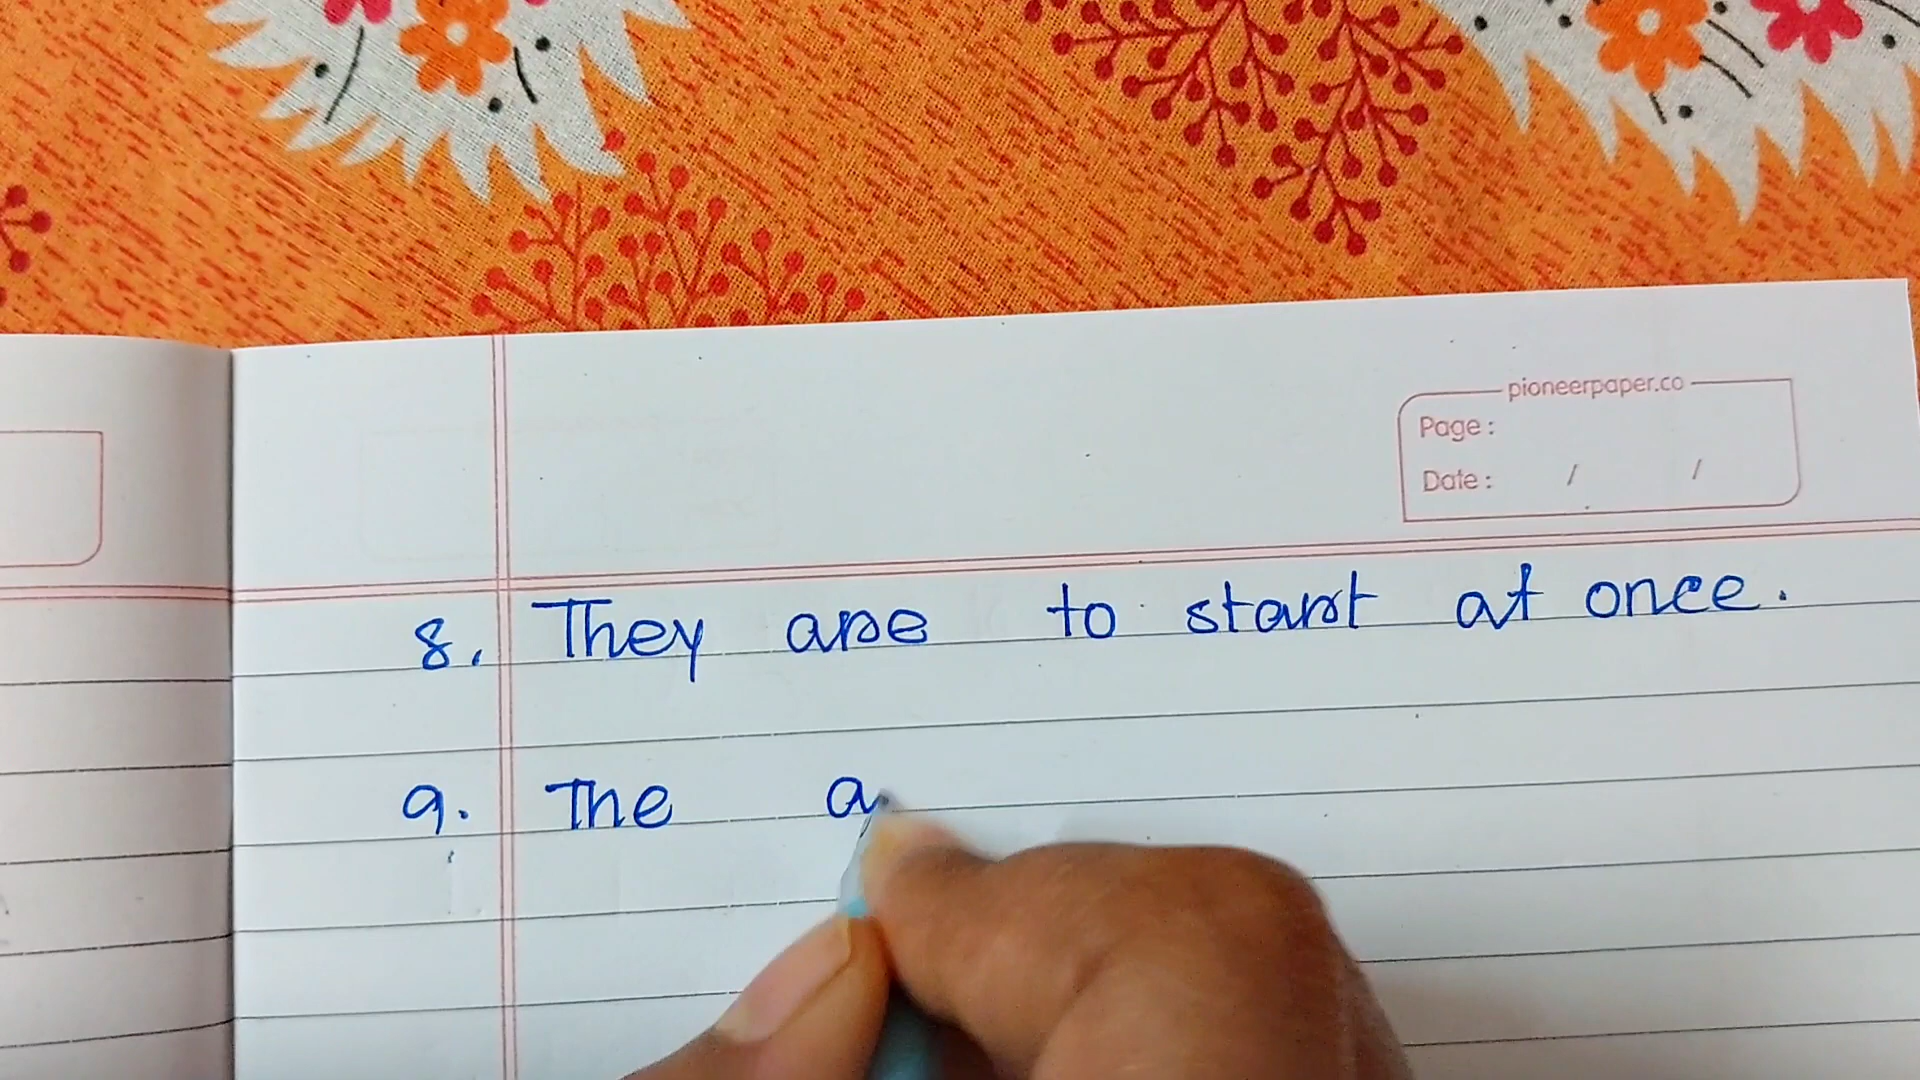 pioneerpaper.co
Page :
Date : / /
8. They are to start at once.
9. The a